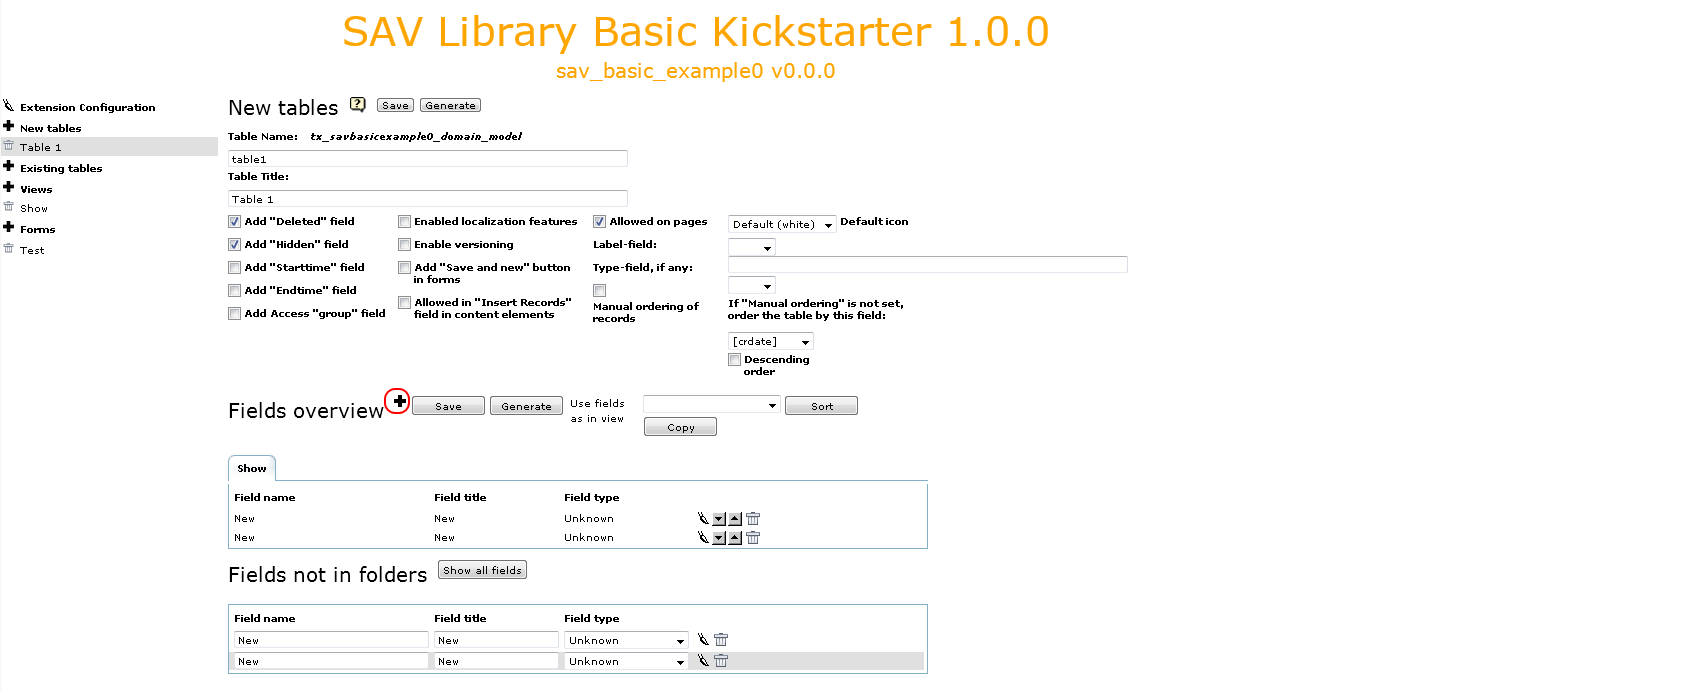 SAV Library Basic Kickstarter 1.0.0
sav_basic_example0 v0.0.0
Extension Configuration
New tables
Table 1
Existing tables
Views
Show
Forms
Test
New tables ? Save Generate
Table Name: tx_savbasicexample0_domain_model
table1
Table Title:
Table 1
Add "Deleted" field
Add "Hidden" field
Add "Starttime" field
Add "Endtime" field
Add Access "group" field
Enabled localization features
Enable versioning
Add "Save and new" button
in forms
Allowed in "Insert Records"
field in content elements
Allowed on pages
Label-field:
Type-field, if any:
Manual ordering of
records
Default (white) Default icon
If "Manual ordering" is not set,
order the table by this field:
[crdate]
Descending
order
Fields overview Save Generate
Use fields
as in view
Sort
Copy
Show
Field name Field title Field type
New New Unknown
New New Unknown
Fields not in folders Show all fields
Field name Field title Field type
New New Unknown
New New Unknown